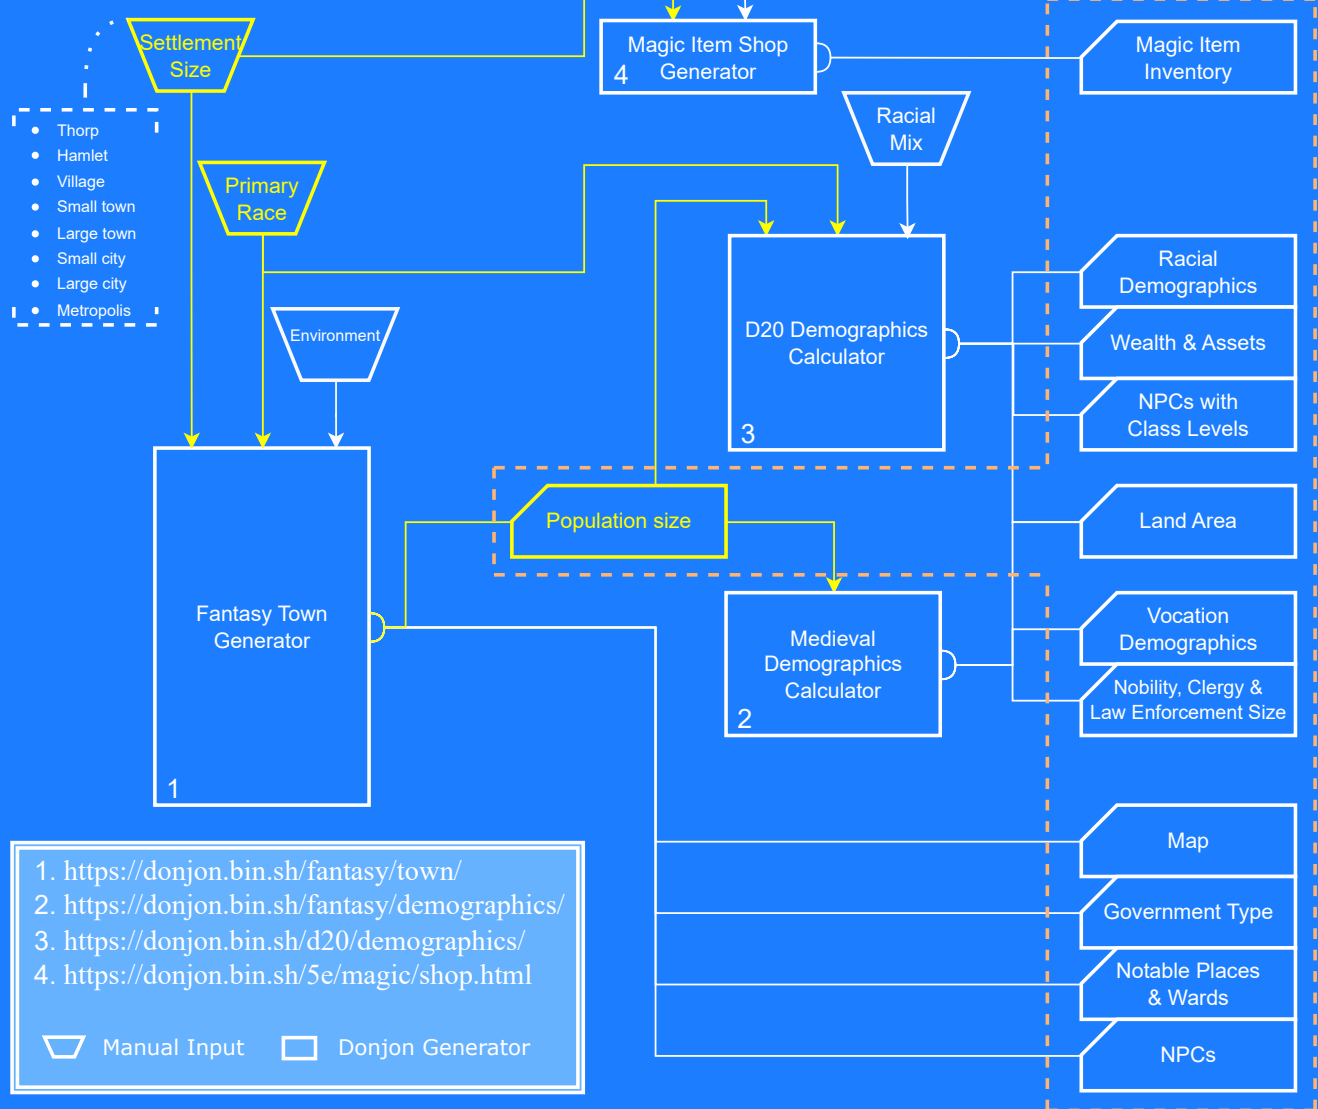 Settlement
Size
Magic Item Shop
Generator
4
Magic Item
Inventory
Racial
Mix
Thorp
Hamlet
Village
Small town
Large town
Small city
Large city
Metropolis
Primary
Race
Environment
D20 Demographics
Calculator
3
Racial
Demographics
Wealth & Assets
NPCs with
Class Levels
Population size
Land Area
Fantasy Town
Generator
1
Medieval
Demographics
Calculator
2
Vocation
Demographics
Nobility, Clergy &
Law Enforcement Size
Map
Government Type
Notable Places
& Wards
NPCs
1. https://donjon.bin.sh/fantasy/town/
2. https://donjon.bin.sh/fantasy/demographics/
3. https://donjon.bin.sh/d20/demographics/
4. https://donjon.bin.sh/5e/magic/shop.html
Manual Input
Donjon Generator